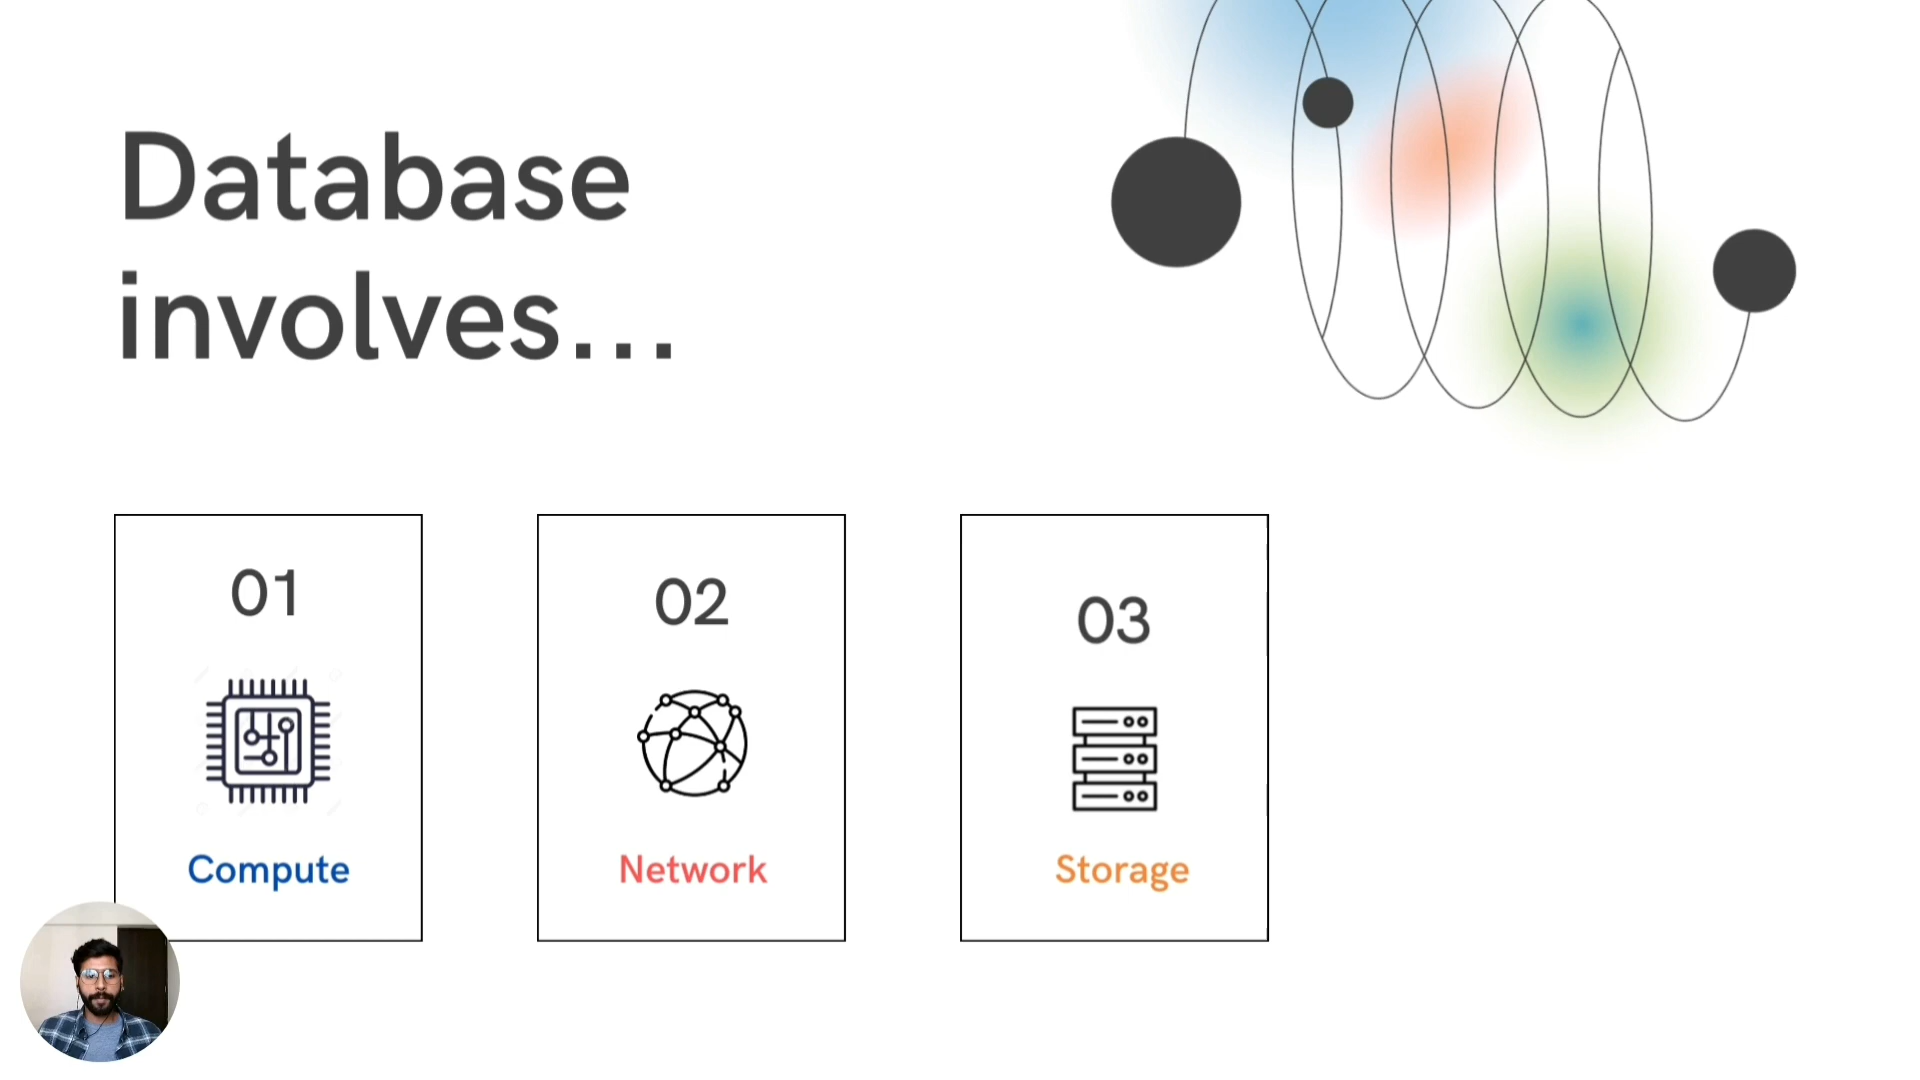 Database
involves...
01
02
03
Compute
Network
Storage